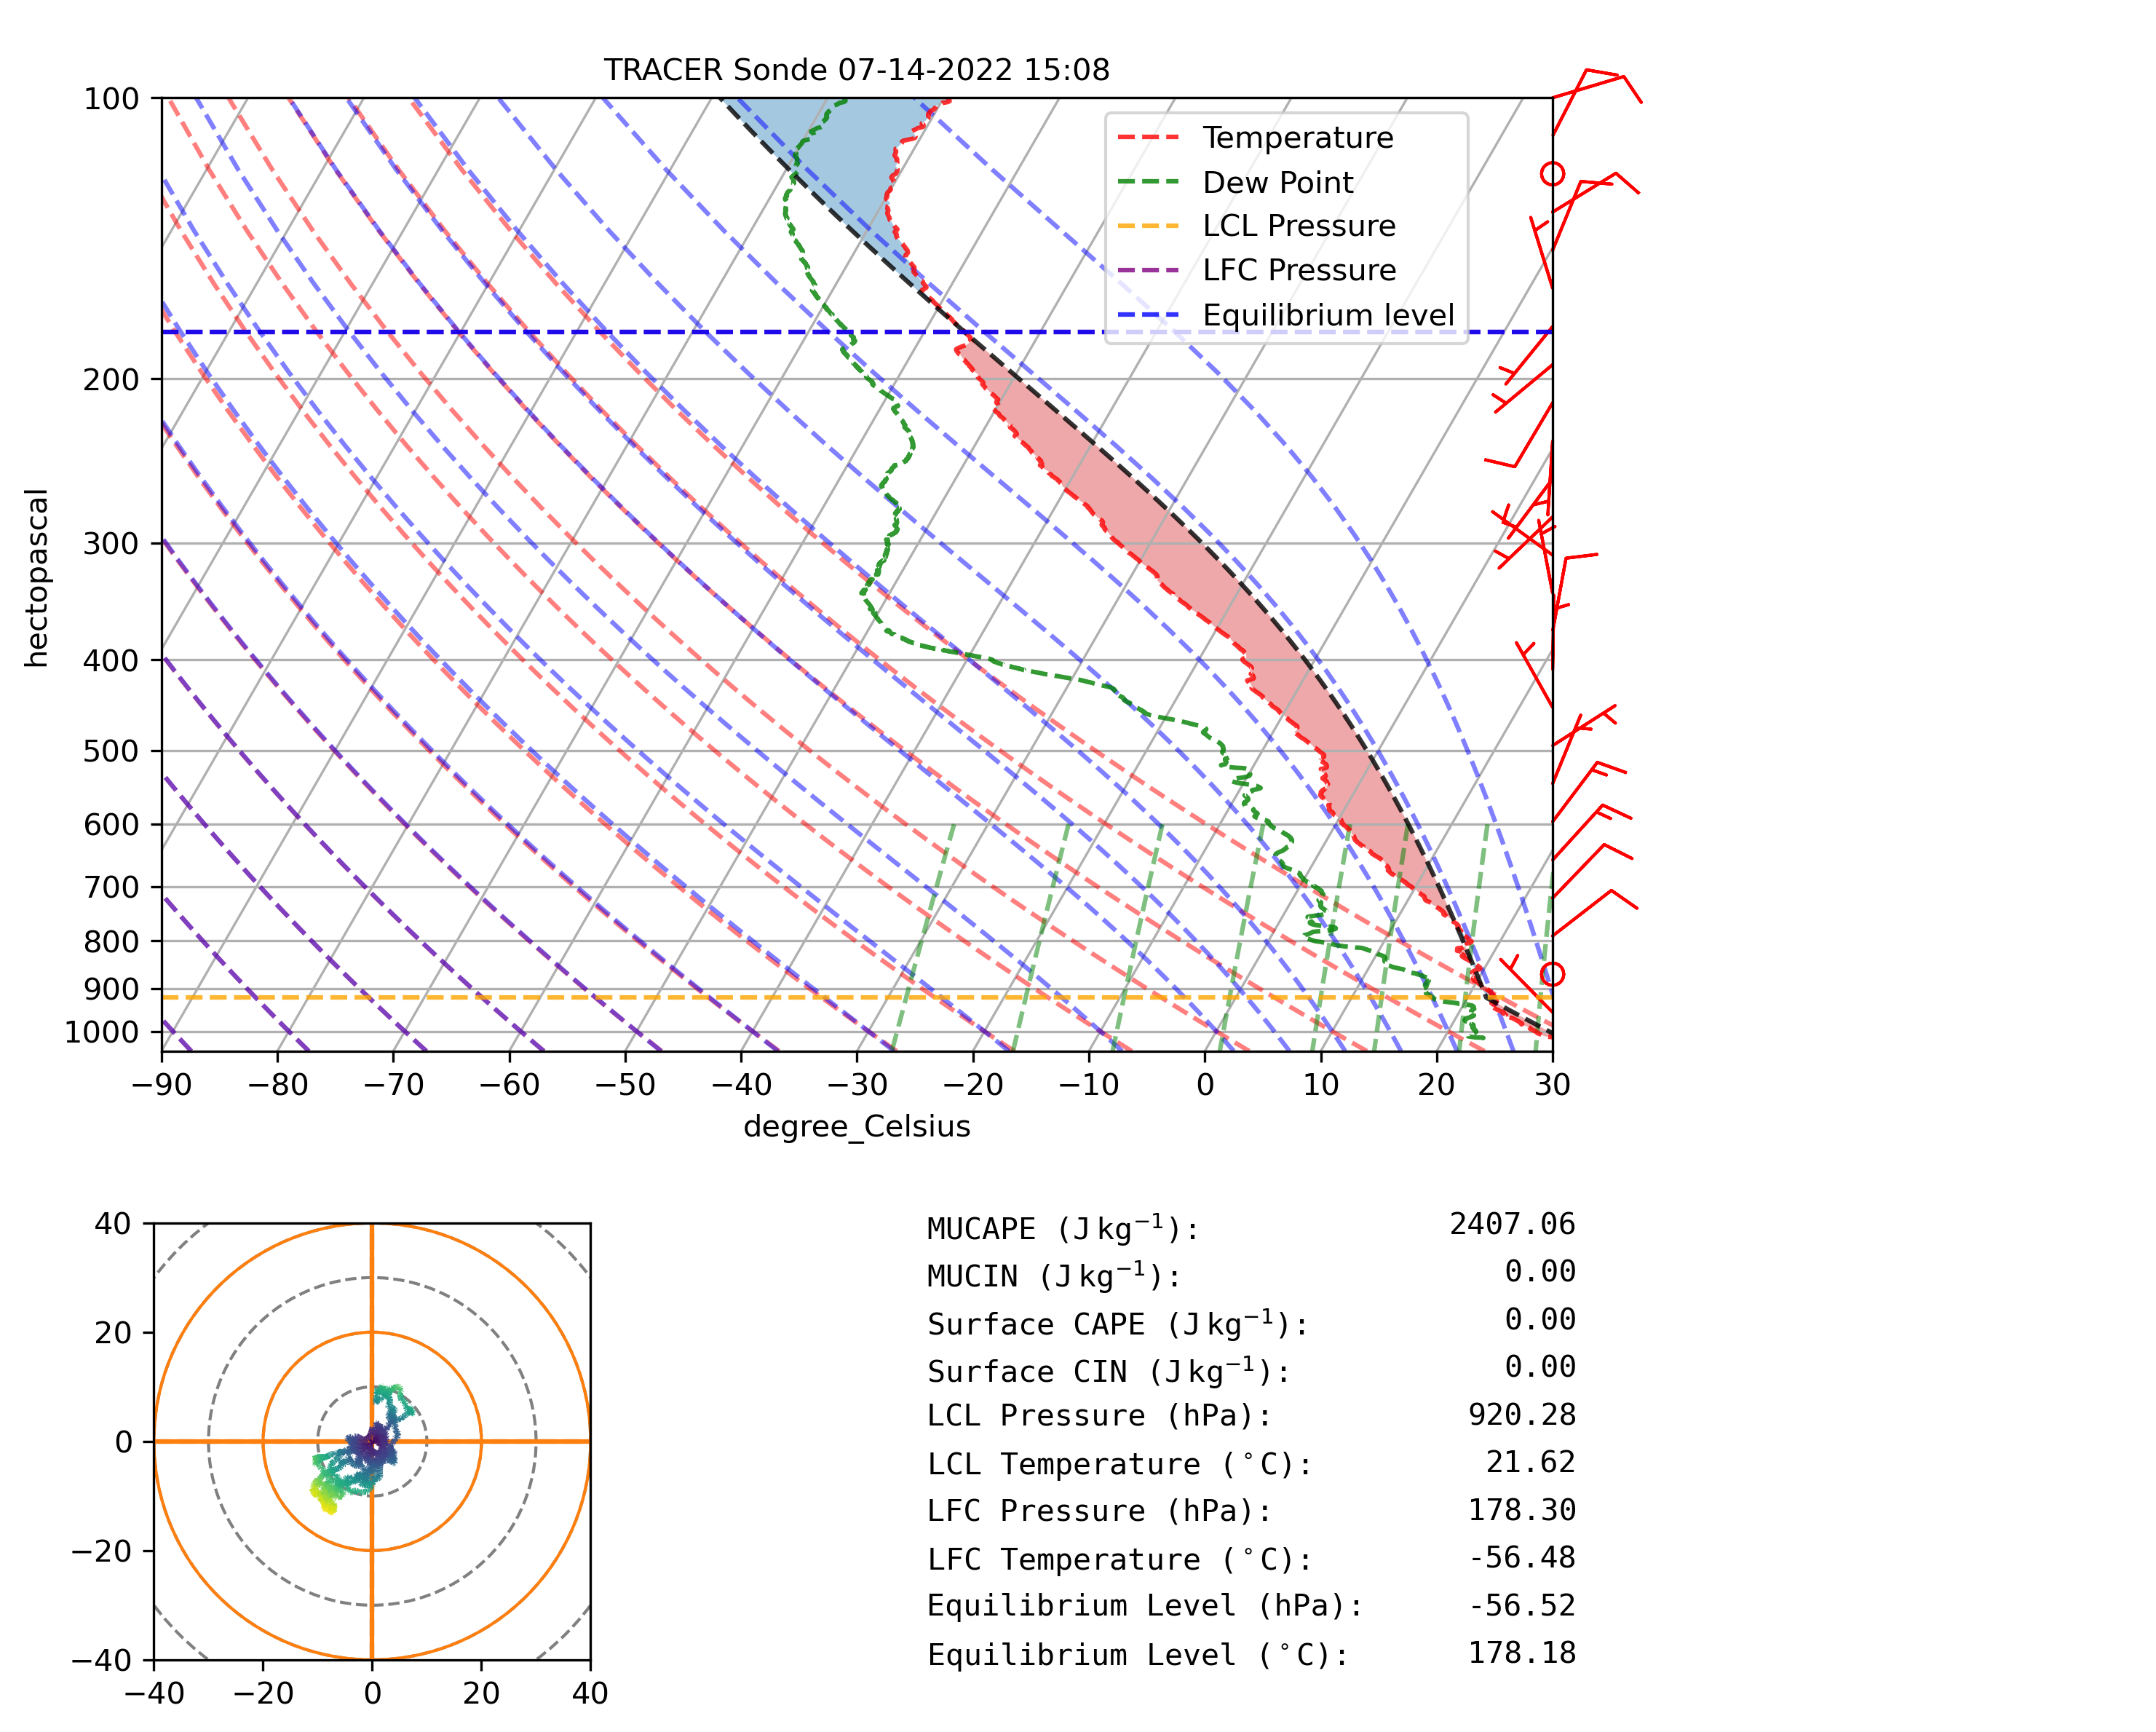 TRACER Sonde 07-14-2022 15:08
100
200
300
400
500
600
700
800
900
1000
hectopascal
Temperature
Dew Point
LCL Pressure
LFC Pressure
Equilibrium level
−90 −80 −70 −60 −50 −40 −30 −20 −10 0 10 20 30
degree_Celsius
40
20
0
−20
−40
−40 −20 0 20 40
MUCAPE (J kg⁻¹): 2407.06
MUCIN (J kg⁻¹): 0.00
Surface CAPE (J kg⁻¹): 0.00
Surface CIN (J kg⁻¹): 0.00
LCL Pressure (hPa): 920.28
LCL Temperature (°C): 21.62
LFC Pressure (hPa): 178.30
LFC Temperature (°C): -56.48
Equilibrium Level (hPa): -56.52
Equilibrium Level (°C): 178.18